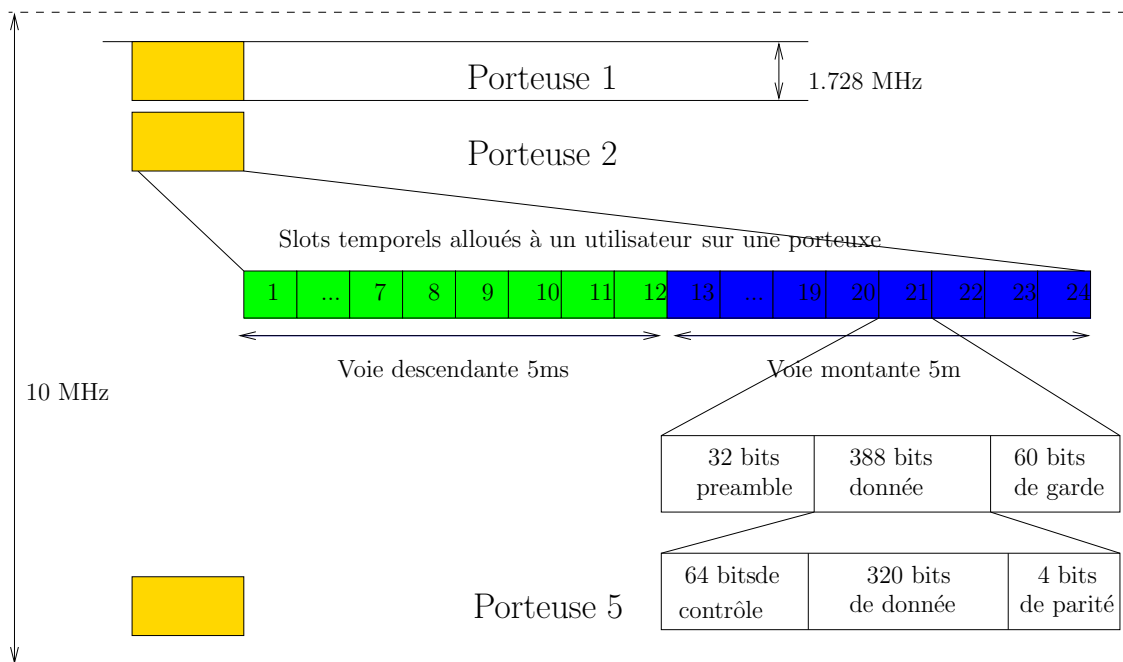 Porteuse 1
1.728 MHz
Porteuse 2
Slots temporels alloués à un utilisateur sur une porteuxe
1 ... 7 8 9 10 11 12 13 ... 19 20 21 22 23 24
Voie descendante 5ms
Voie montante 5m
10 MHz
32 bits
preamble
388 bits
donnée
60 bits
de garde
64 bitsde
contrôle
320 bits
de donnée
4 bits
de parité
Porteuse 5